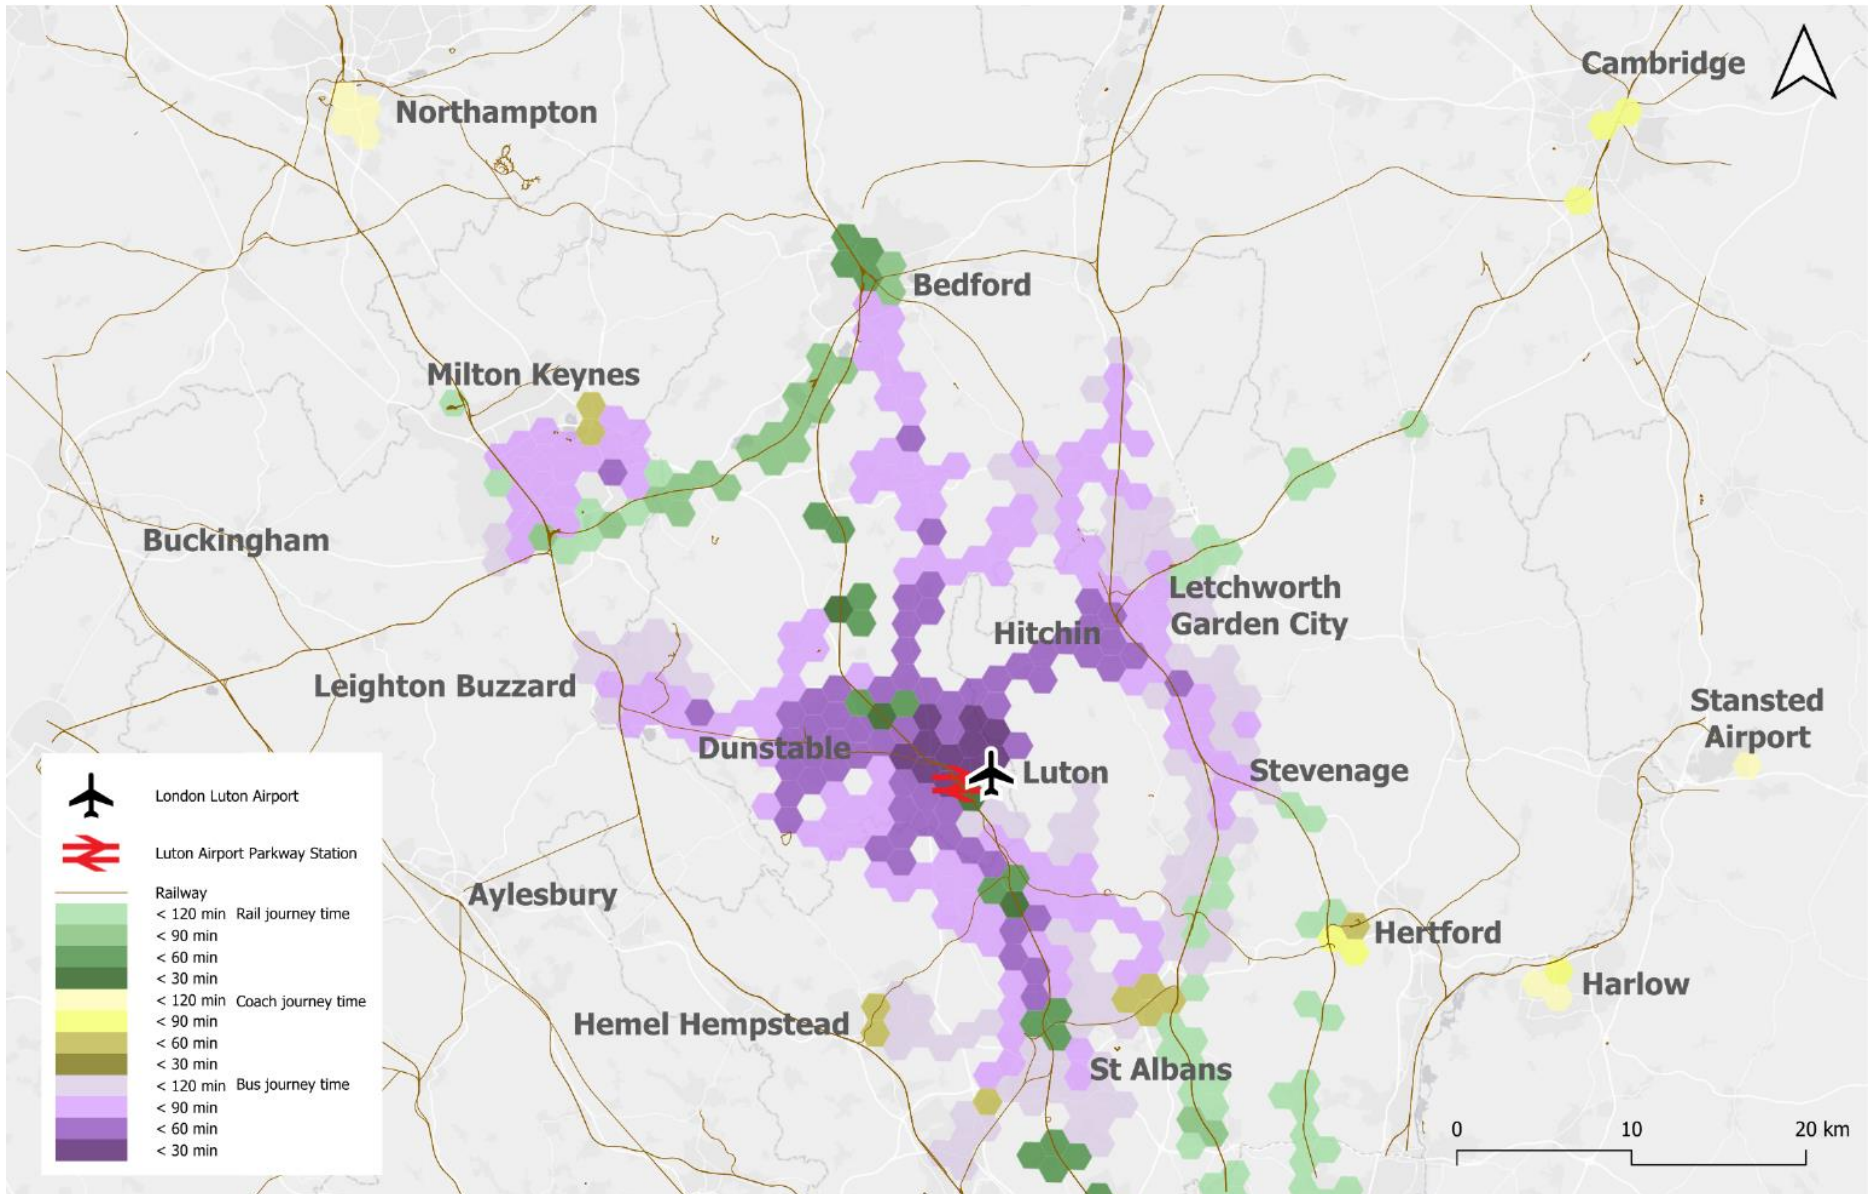 Cambridge
Northampton
Bedford
Milton Keynes
Buckingham
Letchworth
Garden City
Hitchin
Leighton Buzzard
Stansted
Airport
Dunstable
Luton
Stevenage
Aylesbury
Hertford
Harlow
Hemel Hempstead
St Albans
London Luton Airport
Luton Airport Parkway Station
Railway
< 120 min Rail journey time
< 90 min
< 60 min
< 30 min
< 120 min Coach journey time
< 90 min
< 60 min
< 30 min
< 120 min Bus journey time
< 90 min
< 60 min
< 30 min
0 10 20 km